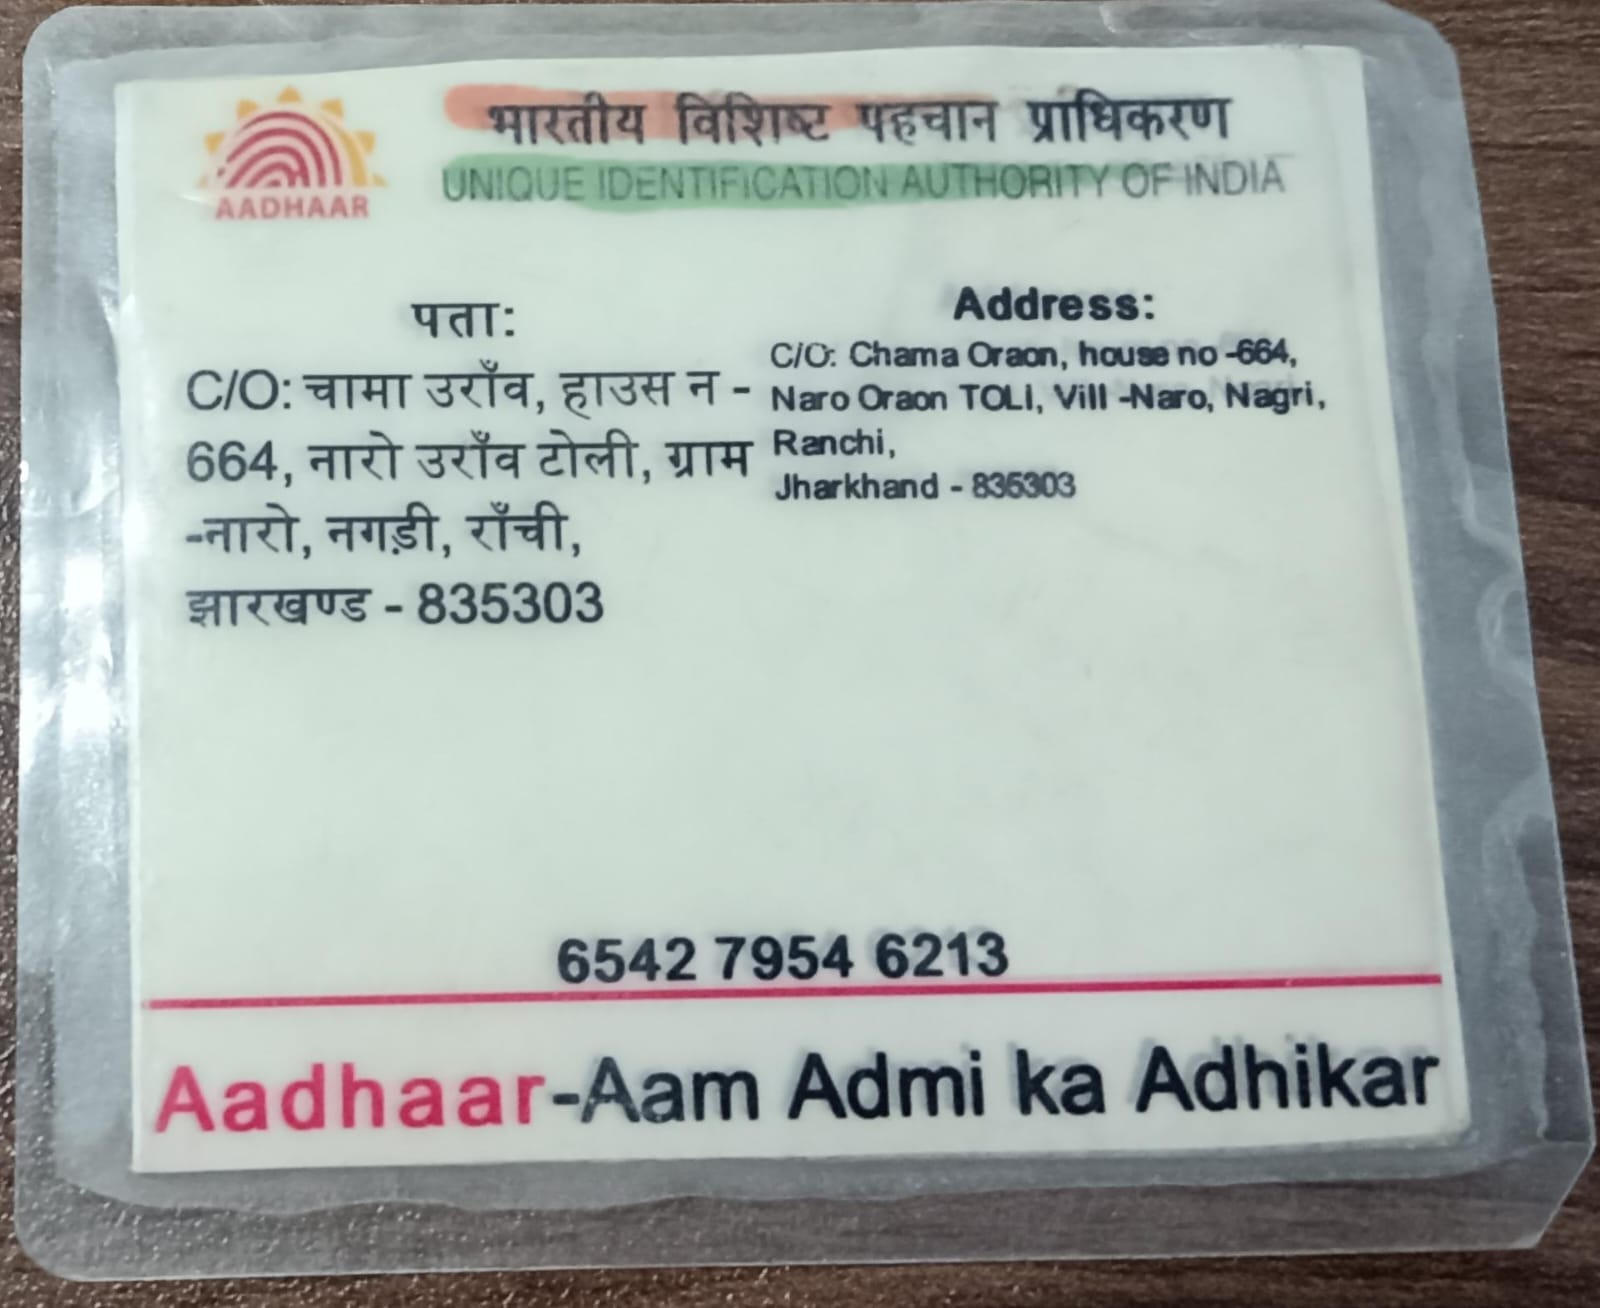 AADHAAR
भारतीय विशिष्ट पहचान प्राधिकरण
UNIQUE IDENTIFICATION AUTHORITY OF INDIA
पता:
C/O: चामा उराँव, हाउस न -
664, नारो उराँव टोली, ग्राम
-नारो, नगड़ी, राँची,
झारखण्ड - 835303
Address:
C/O: Chama Oraon, house no -664,
Naro Oraon TOLI, Vill -Naro, Nagri,
Ranchi,
Jharkhand - 835303
6542 7954 6213
Aadhaar-Aam Admi ka Adhikar